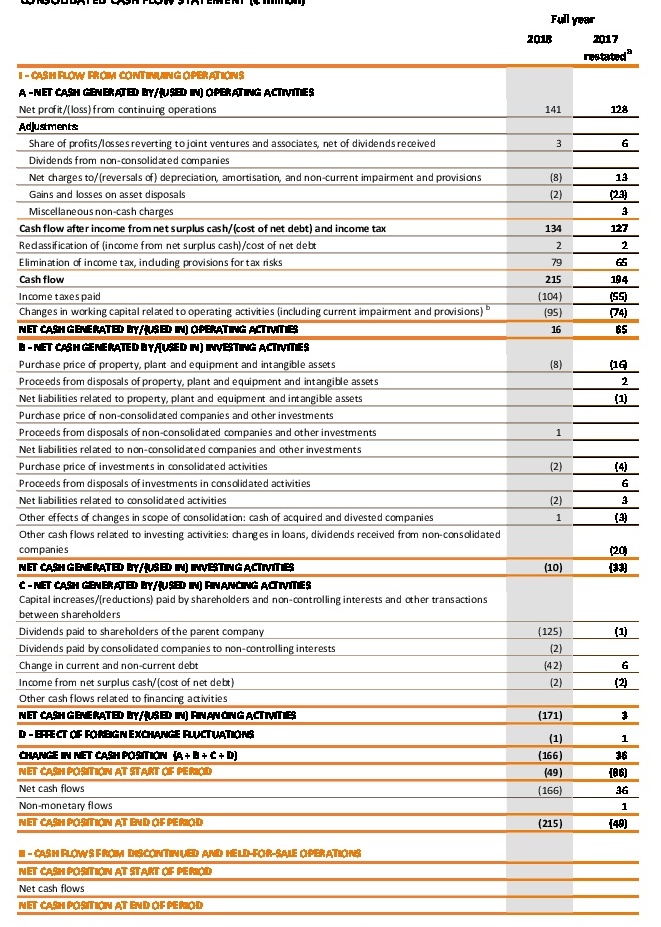 CONSOLIDATED CASH FLOW STATEMENT (€ million)
Full year
2018 2017
restated a
I - CASH FLOW FROM CONTINUING OPERATIONS
A - NET CASH GENERATED BY/(USED IN) OPERATING ACTIVITIES
Net profit/(loss) from continuing operations 141 128
Adjustments:
Share of profits/losses reverting to joint ventures and associates, net of dividends received 3 6
Dividends from non-consolidated companies
Net charges to/(reversals of) depreciation, amortisation, and non-current impairment and provisions (8) 13
Gains and losses on asset disposals (2) (23)
Miscellaneous non-cash charges 3
Cash flow after income from net surplus cash/(cost of net debt) and income tax 134 127
Reclassification of (income from net surplus cash)/cost of net debt 2 2
Elimination of income tax, including provisions for tax risks 79 65
Cash flow 215 194
Income taxes paid (104) (55)
Changes in working capital related to operating activities (including current impairment and provisions) b (95) (74)
NET CASH GENERATED BY/(USED IN) OPERATING ACTIVITIES 16 65
B - NET CASH GENERATED BY/(USED IN) INVESTING ACTIVITIES
Purchase price of property, plant and equipment and intangible assets (8) (16)
Proceeds from disposals of property, plant and equipment and intangible assets 2
Net liabilities related to property, plant and equipment and intangible assets (1)
Purchase price of non-consolidated companies and other investments
Proceeds from disposals of non-consolidated companies and other investments 1
Net liabilities related to non-consolidated companies and other investments
Purchase price of investments in consolidated activities (2) (4)
Proceeds from disposals of investments in consolidated activities 6
Net liabilities related to consolidated activities (2) 3
Other effects of changes in scope of consolidation: cash of acquired and divested companies 1 (3)
Other cash flows related to investing activities: changes in loans, dividends received from non-consolidated
companies (20)
NET CASH GENERATED BY/(USED IN) INVESTING ACTIVITIES (10) (33)
C - NET CASH GENERATED BY/(USED IN) FINANCING ACTIVITIES
Capital increases/(reductions) paid by shareholders and non-controlling interests and other transactions
between shareholders
Dividends paid to shareholders of the parent company (125) (1)
Dividends paid by consolidated companies to non-controlling interests (2)
Change in current and non-current debt (42) 6
Income from net surplus cash/(cost of net debt) (2) (2)
Other cash flows related to financing activities
NET CASH GENERATED BY/(USED IN) FINANCING ACTIVITIES (171) 3
D - EFFECT OF FOREIGN EXCHANGE FLUCTUATIONS (1) 1
CHANGE IN NET CASH POSITION (A + B + C + D) (166) 36
NET CASH POSITION AT START OF PERIOD (49) (86)
Net cash flows (166) 36
Non-monetary flows 1
NET CASH POSITION AT END OF PERIOD (215) (49)
II - CASH FLOWS FROM DISCONTINUED AND HELD-FOR-SALE OPERATIONS
NET CASH POSITION AT START OF PERIOD
Net cash flows
NET CASH POSITION AT END OF PERIOD